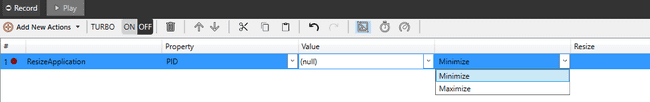 Record Play
Add New Actions TURBO ON OFF
# Property Value Resize
1 ResizeApplication PID (null) Minimize
Minimize
Maximize